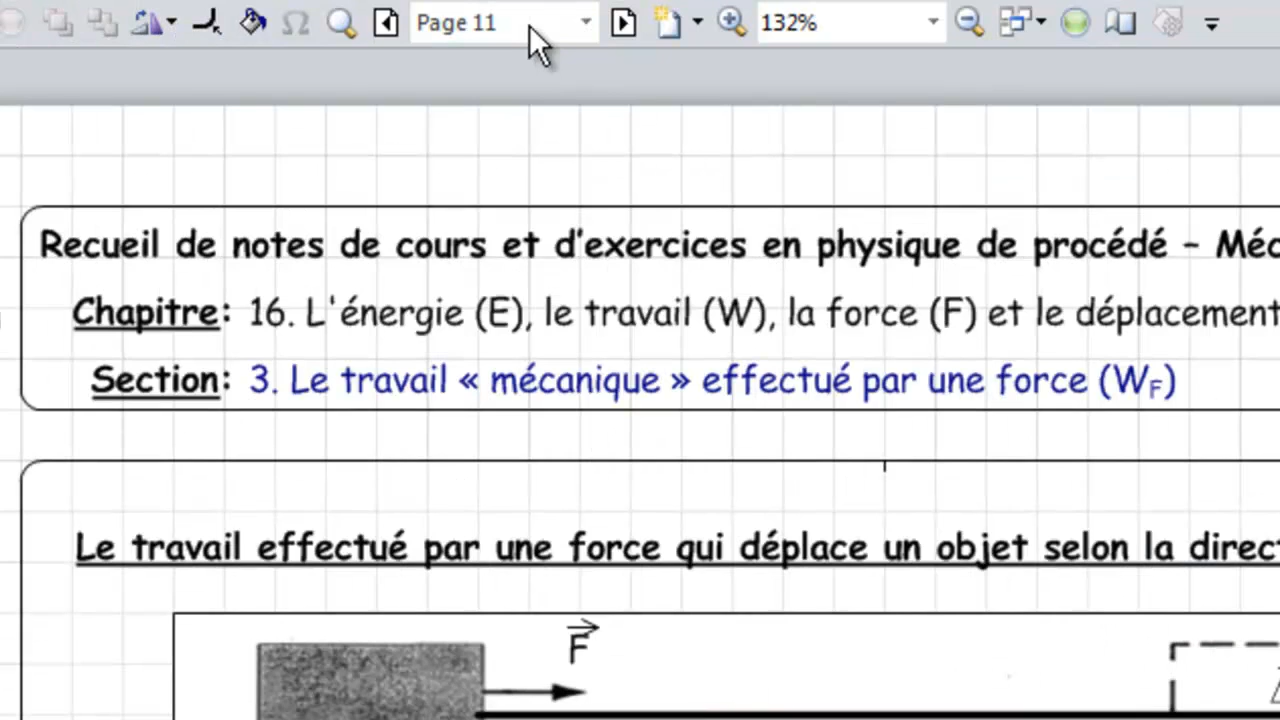 Page 11 132%
Recueil de notes de cours et d'exercices en physique de procédé -
Chapitre: 16. L'énergie (E), le travail (W), la force (F) et le déplacement
Section: 3. Le travail « mécanique » effectué par une force (WF)
Le travail effectué par une force qui déplace un objet selon la
F